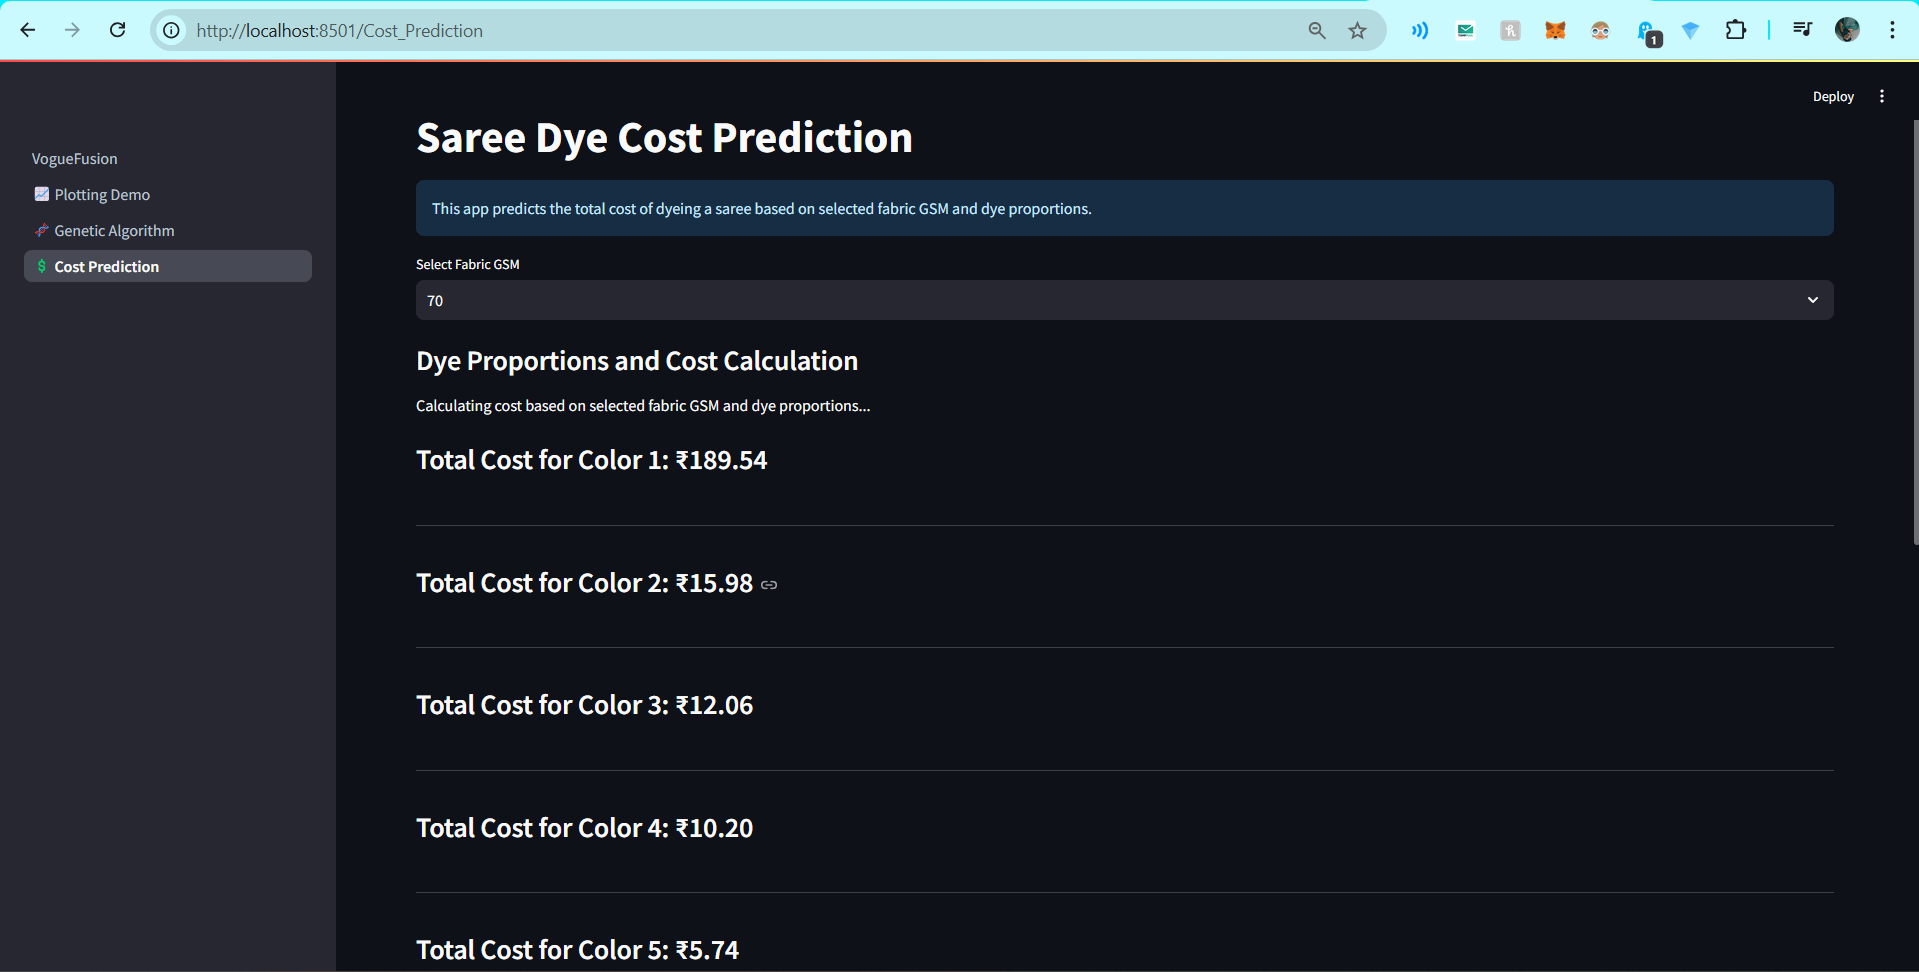 http://localhost:8501/Cost_Prediction
1
Deploy
VogueFusion
Plotting Demo
Genetic Algorithm
$ Cost Prediction
Saree Dye Cost Prediction
This app predicts the total cost of dyeing a saree based on selected fabric GSM and dye proportions.
Select Fabric GSM
70
Dye Proportions and Cost Calculation
Calculating cost based on selected fabric GSM and dye proportions...
Total Cost for Color 1: ₹189.54
Total Cost for Color 2: ₹15.98
Total Cost for Color 3: ₹12.06
Total Cost for Color 4: ₹10.20
Total Cost for Color 5: ₹5.74